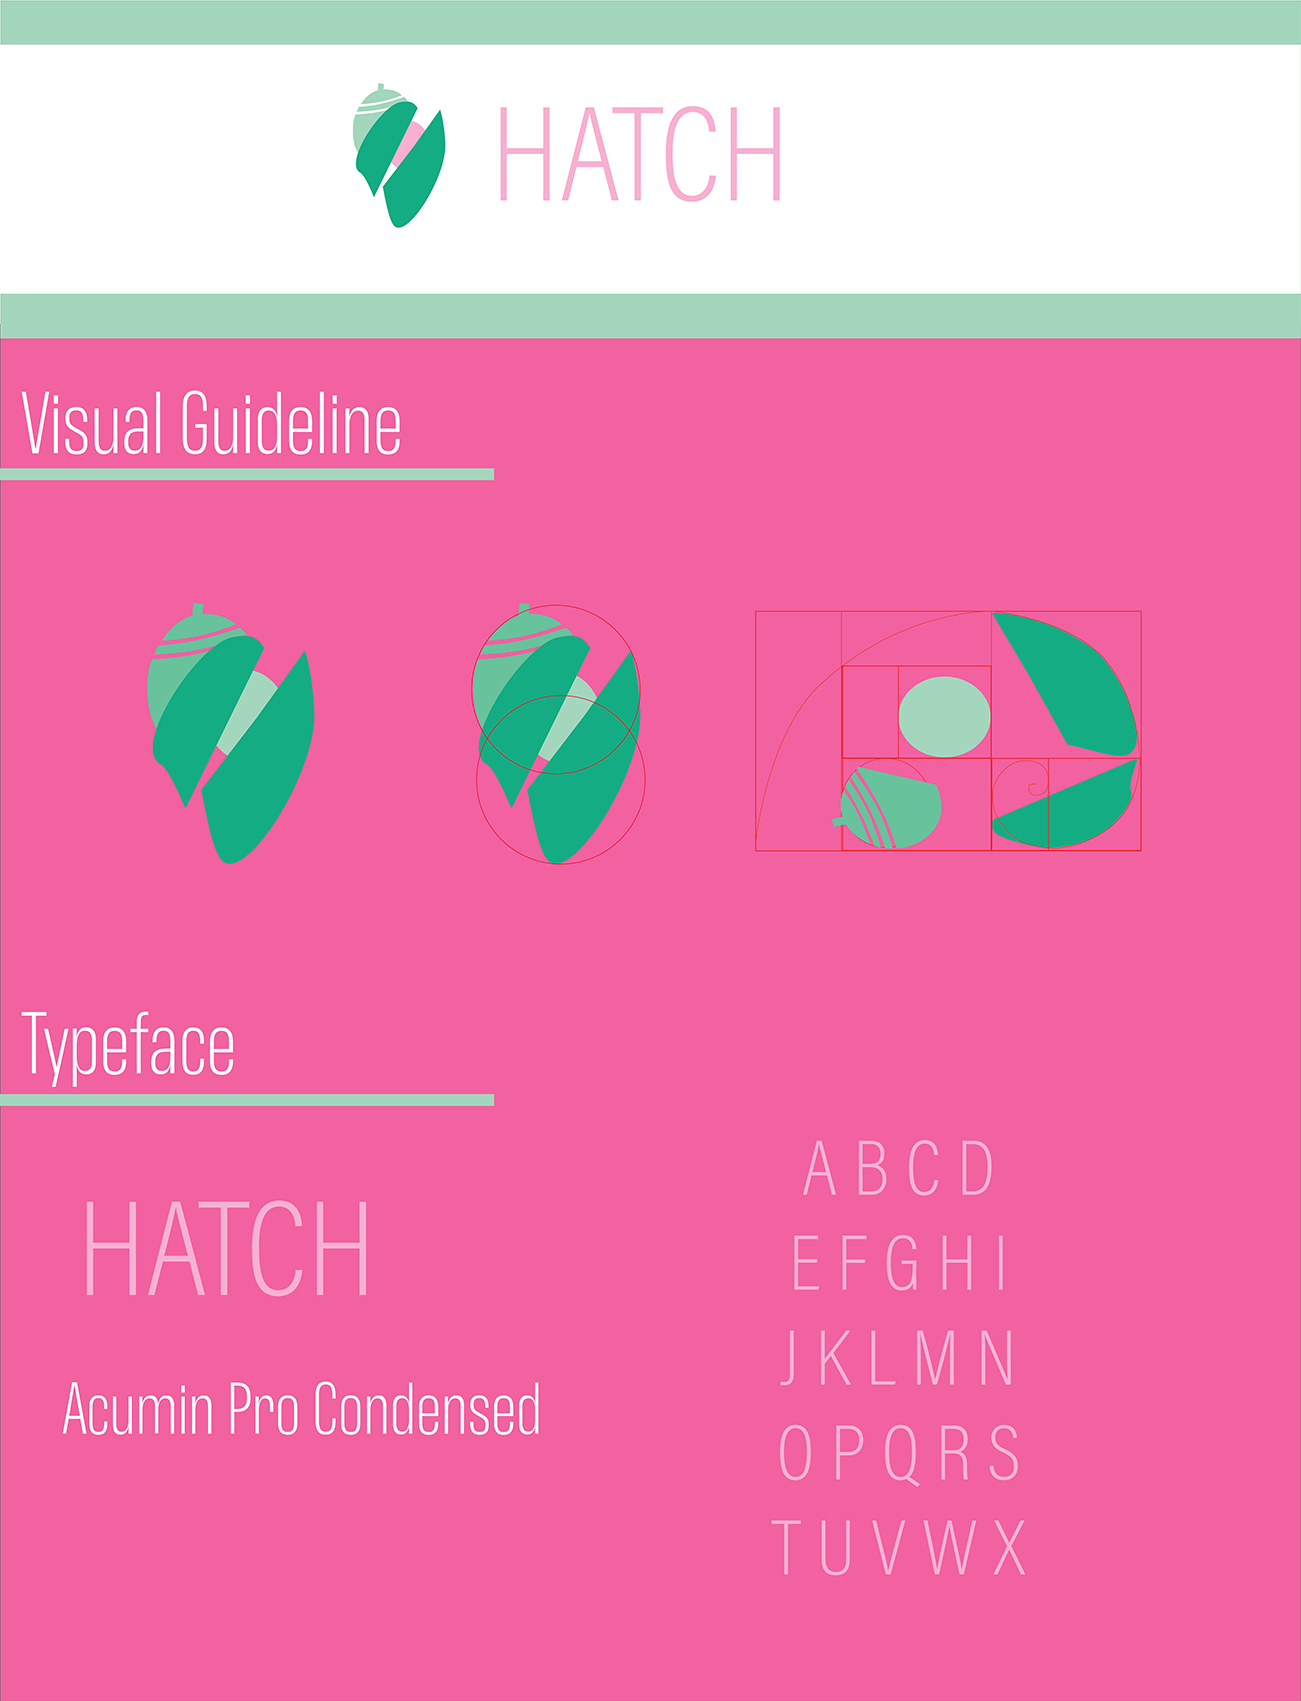 HATCH
Visual Guideline
Typeface
HATCH
Acumin Pro Condensed
A B C D
E F G H I
J K L M N
O P Q R S
T U V W X